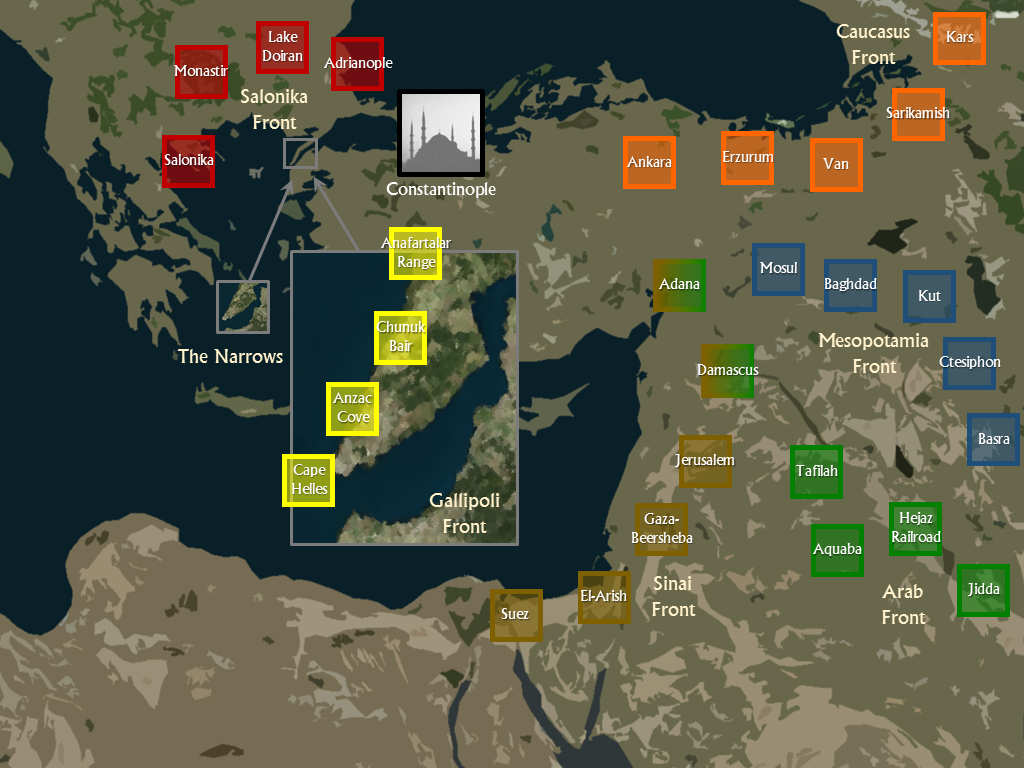 Lake
Doiran
Monastir
Adrianople
Salonika
Front
Salonika
Constantinople
Caucasus
Front
Kars
Sarikamish
Ankara
Erzurum
Van
Anafartalar
Range
Chunuk
Bair
Anzac
Cove
Cape
Helles
Gallipoli
Front
The Narrows
Adana
Mosul
Baghdad
Kut
Mesopotamia
Front
Ctesiphon
Damascus
Basra
Jerusalem
Tafilah
Gaza-
Beersheba
Hejaz
Railroad
Aquaba
Sinai
Front
Arab
Front
Jidda
El-Arish
Suez